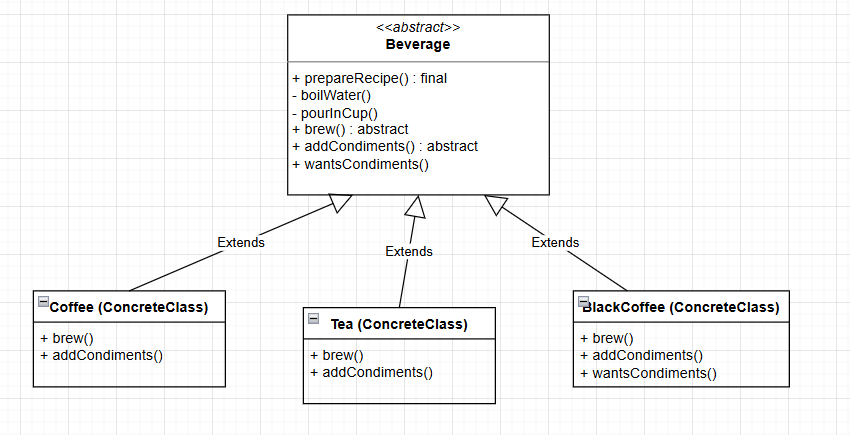 <<abstract>>
Beverage
+ prepareRecipe() : final
- boilWater()
- pourInCup()
+ brew() : abstract
+ addCondiments() : abstract
+ wantsCondiments()
Extends
Extends
Extends
Coffee (ConcreteClass)
+ brew()
+ addCondiments()
Tea (ConcreteClass)
+ brew()
+ addCondiments()
BlackCoffee (ConcreteClass)
+ brew()
+ addCondiments()
+ wantsCondiments()